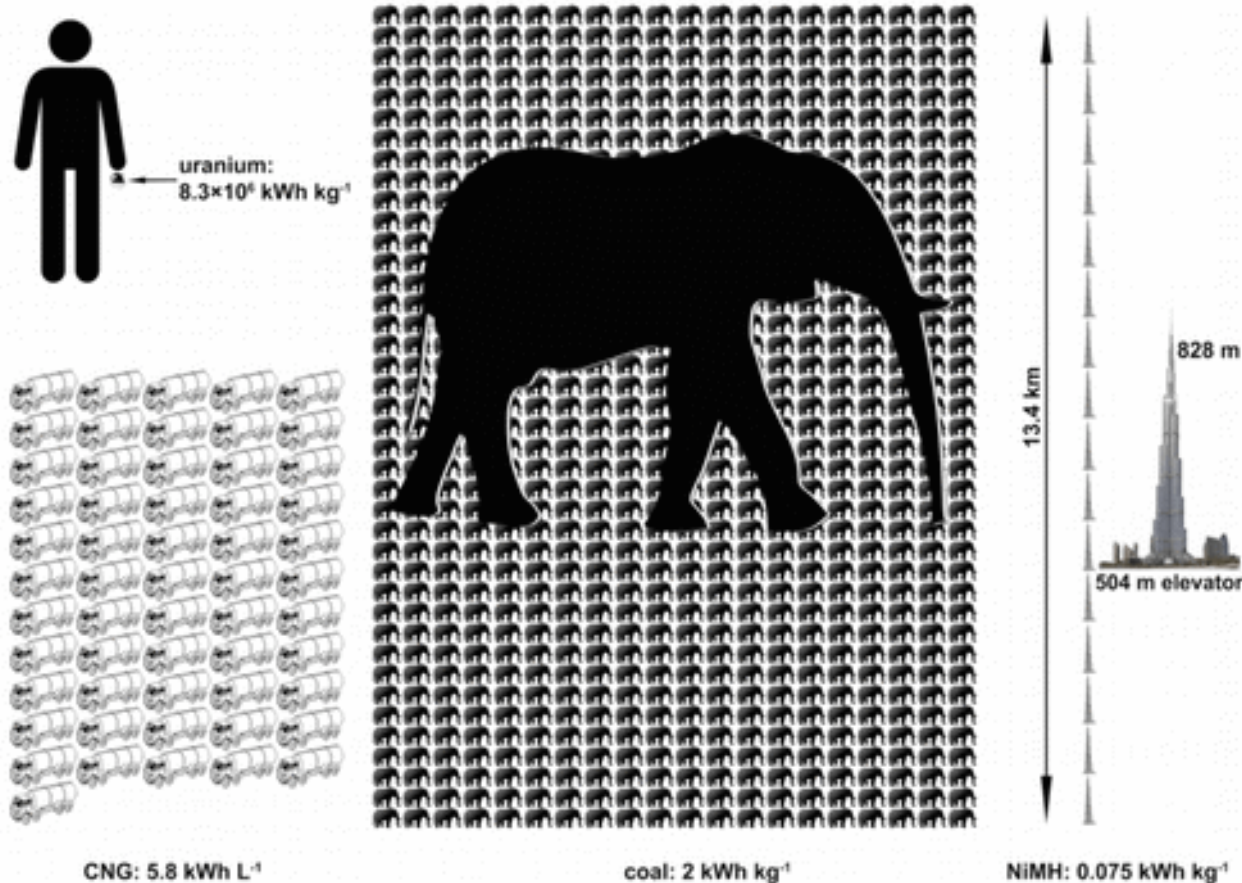 uranium:
8.3×10⁶ kWh kg⁻¹
13.4 km
828 m
504 m elevator
CNG: 5.8 kWh L⁻¹
coal: 2 kWh kg⁻¹
NiMH: 0.075 kWh kg⁻¹